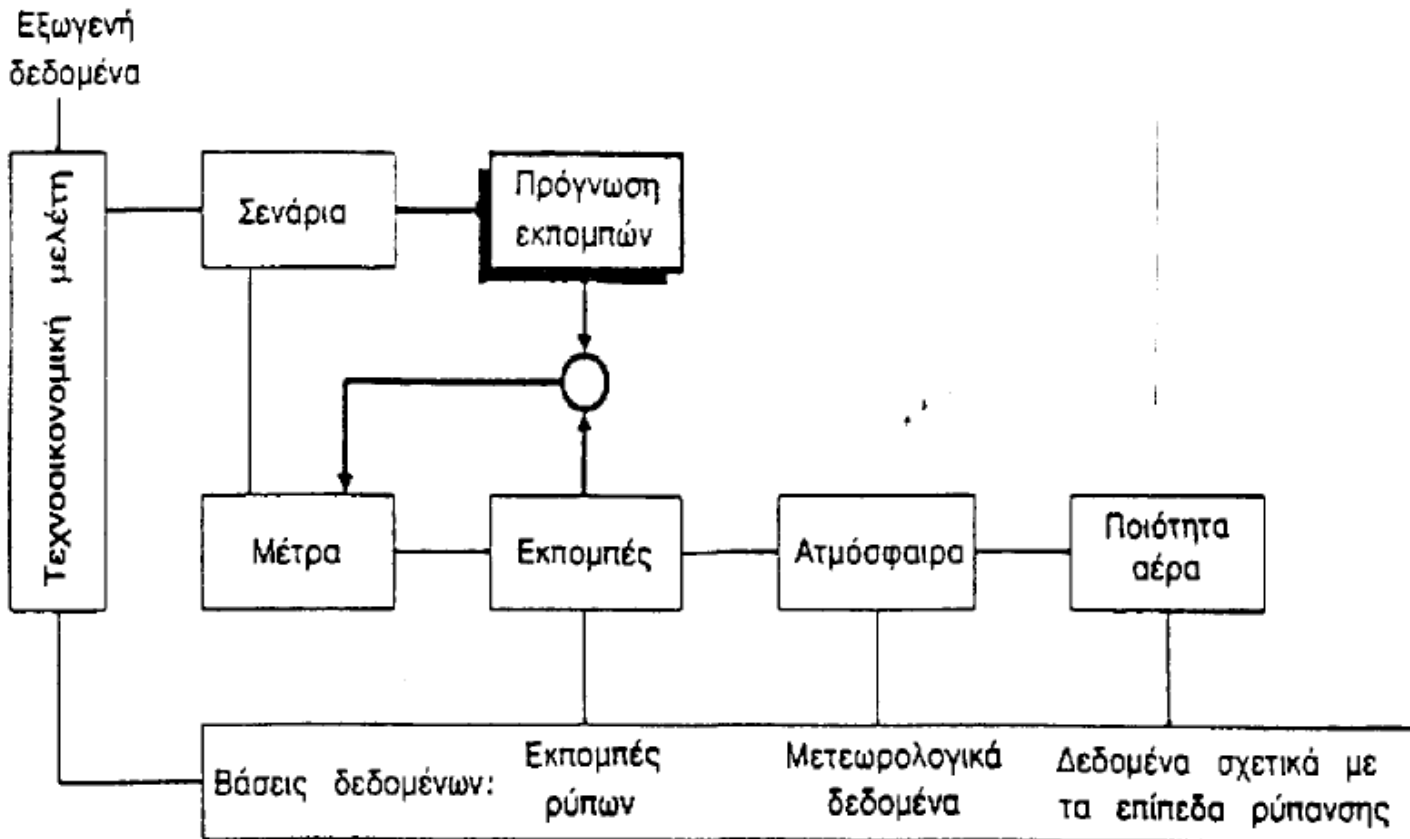 Εξωγενή
δεδομένα
Τεχνοοικονομική μελέτη
Σενάρια
Πρόγνωση
εκπομπών
Μέτρα
Εκπομπές
Ατμόσφαιρα
Ποιότητα
αέρα
Βάσεις δεδομένων:
Εκπομπές
ρύπων
Μετεωρολογικά
δεδομένα
Δεδομένα σχετικά με
τα επίπεδα ρύπανσης